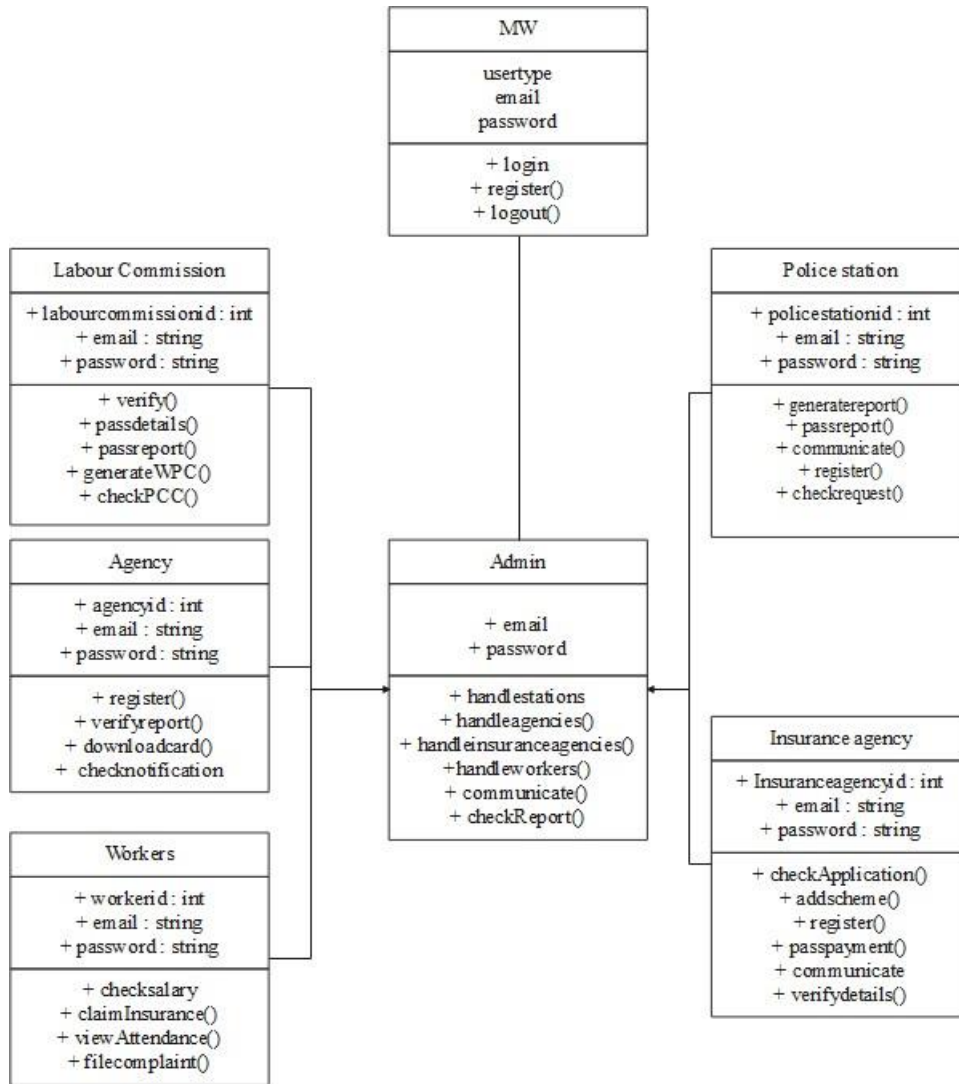 MW
usertype
email
password
+ login
+ register()
+ logout()
Labour Commission
+ labourcommissionid : int
+ email : string
+ password : string
+ verify()
+ passdetails()
+ passreport()
+ generateWPC()
+ checkPCC()
Police station
+ policestationid : int
+ email : string
+ password : string
+ generatereport()
+ passreport()
+ communicate()
+ register()
+ checkrequest()
Agency
+ agencyid : int
+ email : string
+ password : string
+ register()
+ verifyreport()
+ downloadcard()
+ checknotification
Admin
+ email
+ password
+ handlestations
+ handleagencies()
+ handleinsuranceagencies()
+handleworkers()
+ communicate()
+ checkReport()
Insurance agency
+ Insuranceagencyid : int
+ email : string
+ password : string
+ checkApplication()
+ addscheme()
+ register()
+ passpayment()
+ communicate
+ verifydetails()
Workers
+ workerid : int
+ email : string
+ password : string
+ checksalary
+ claimInsurance()
+ viewAttendance()
+ filecomplaint()